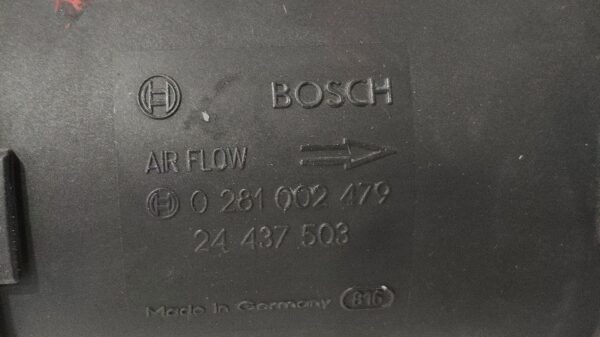 BOSCH
AIR FLOW
0 281 002 479
24 437 503
Made in Germany 816